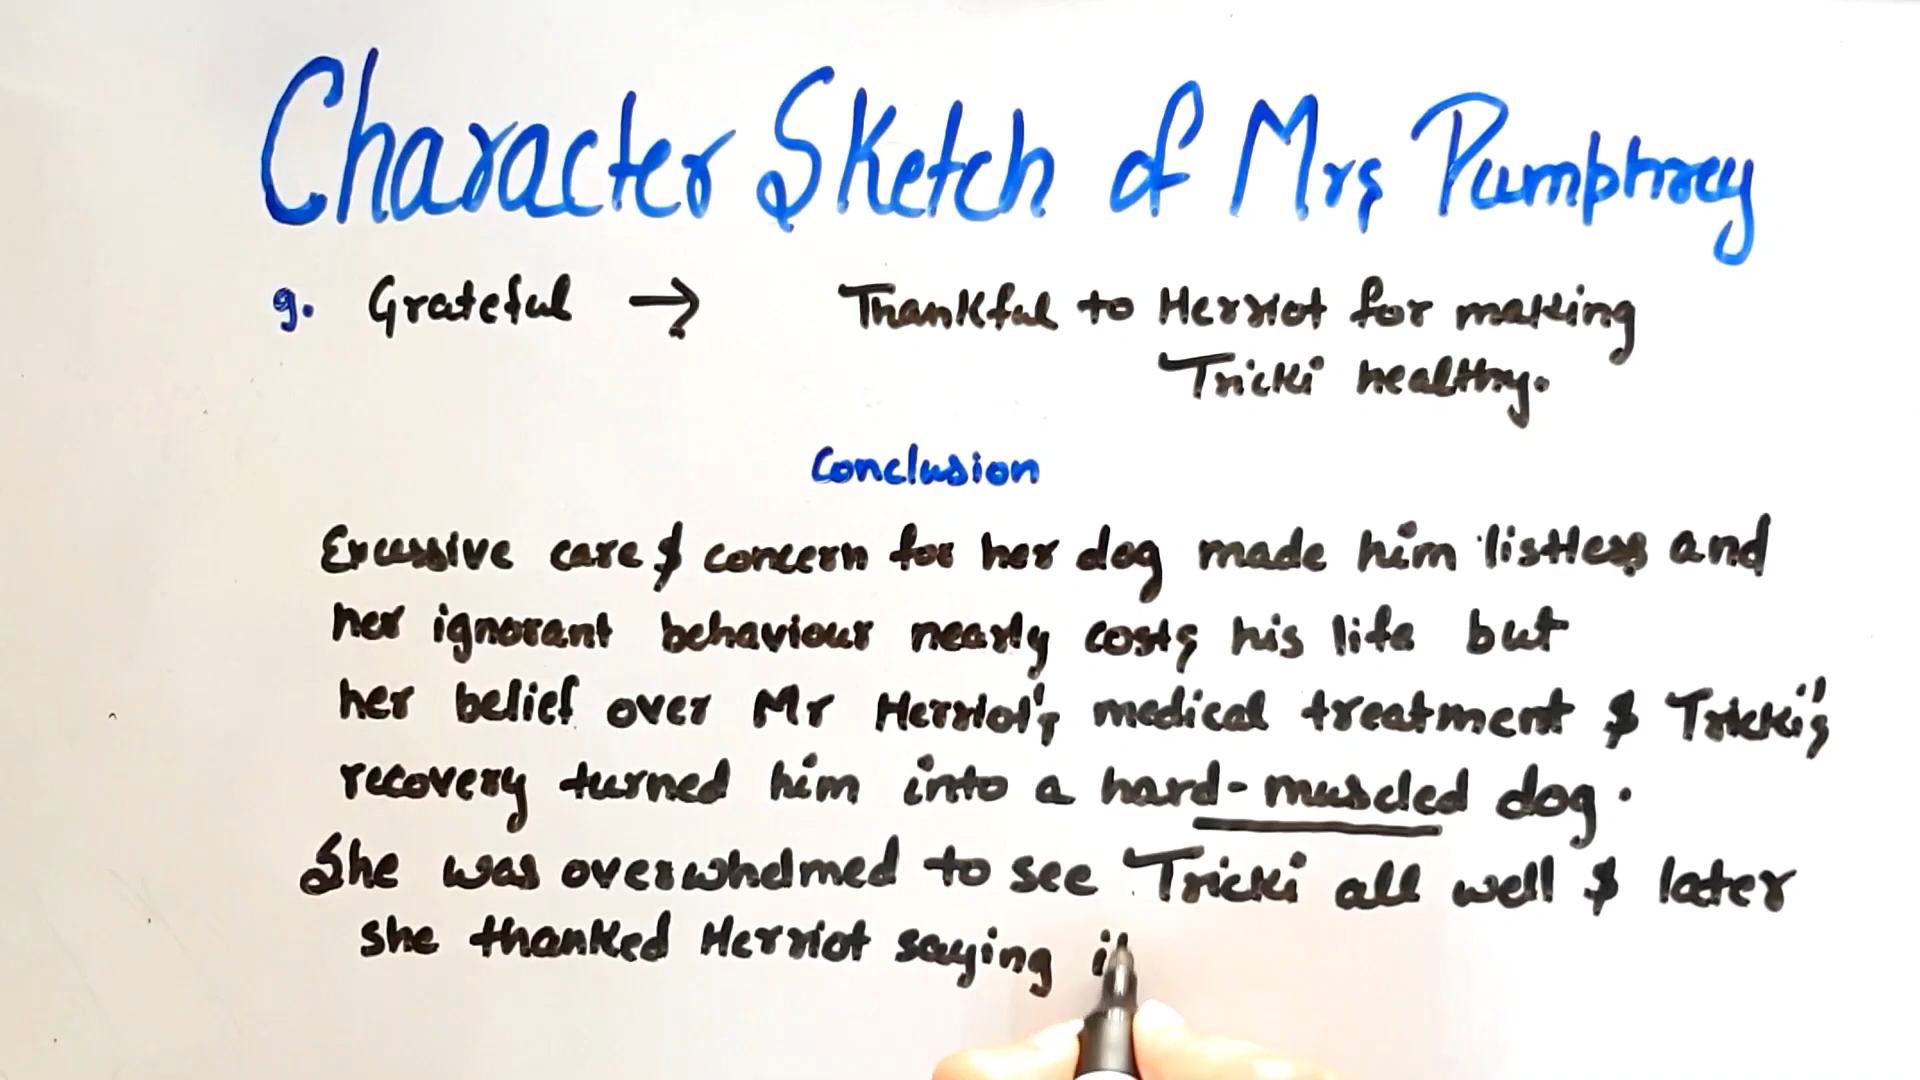 Character Sketch of Mrs Pumphrey
9. Grateful → Thankful to Herriot for making
Tricki healthy.
Conclusion
Excessive care & concern for her dog made him listless and
her ignorant behaviour nearly costs his life but
her belief over Mr Herriot's medical treatment & Tricki's
recovery turned him into a hard-muscled dog.
She was overwhelmed to see Tricki all well & later
she thanked Herriot saying i